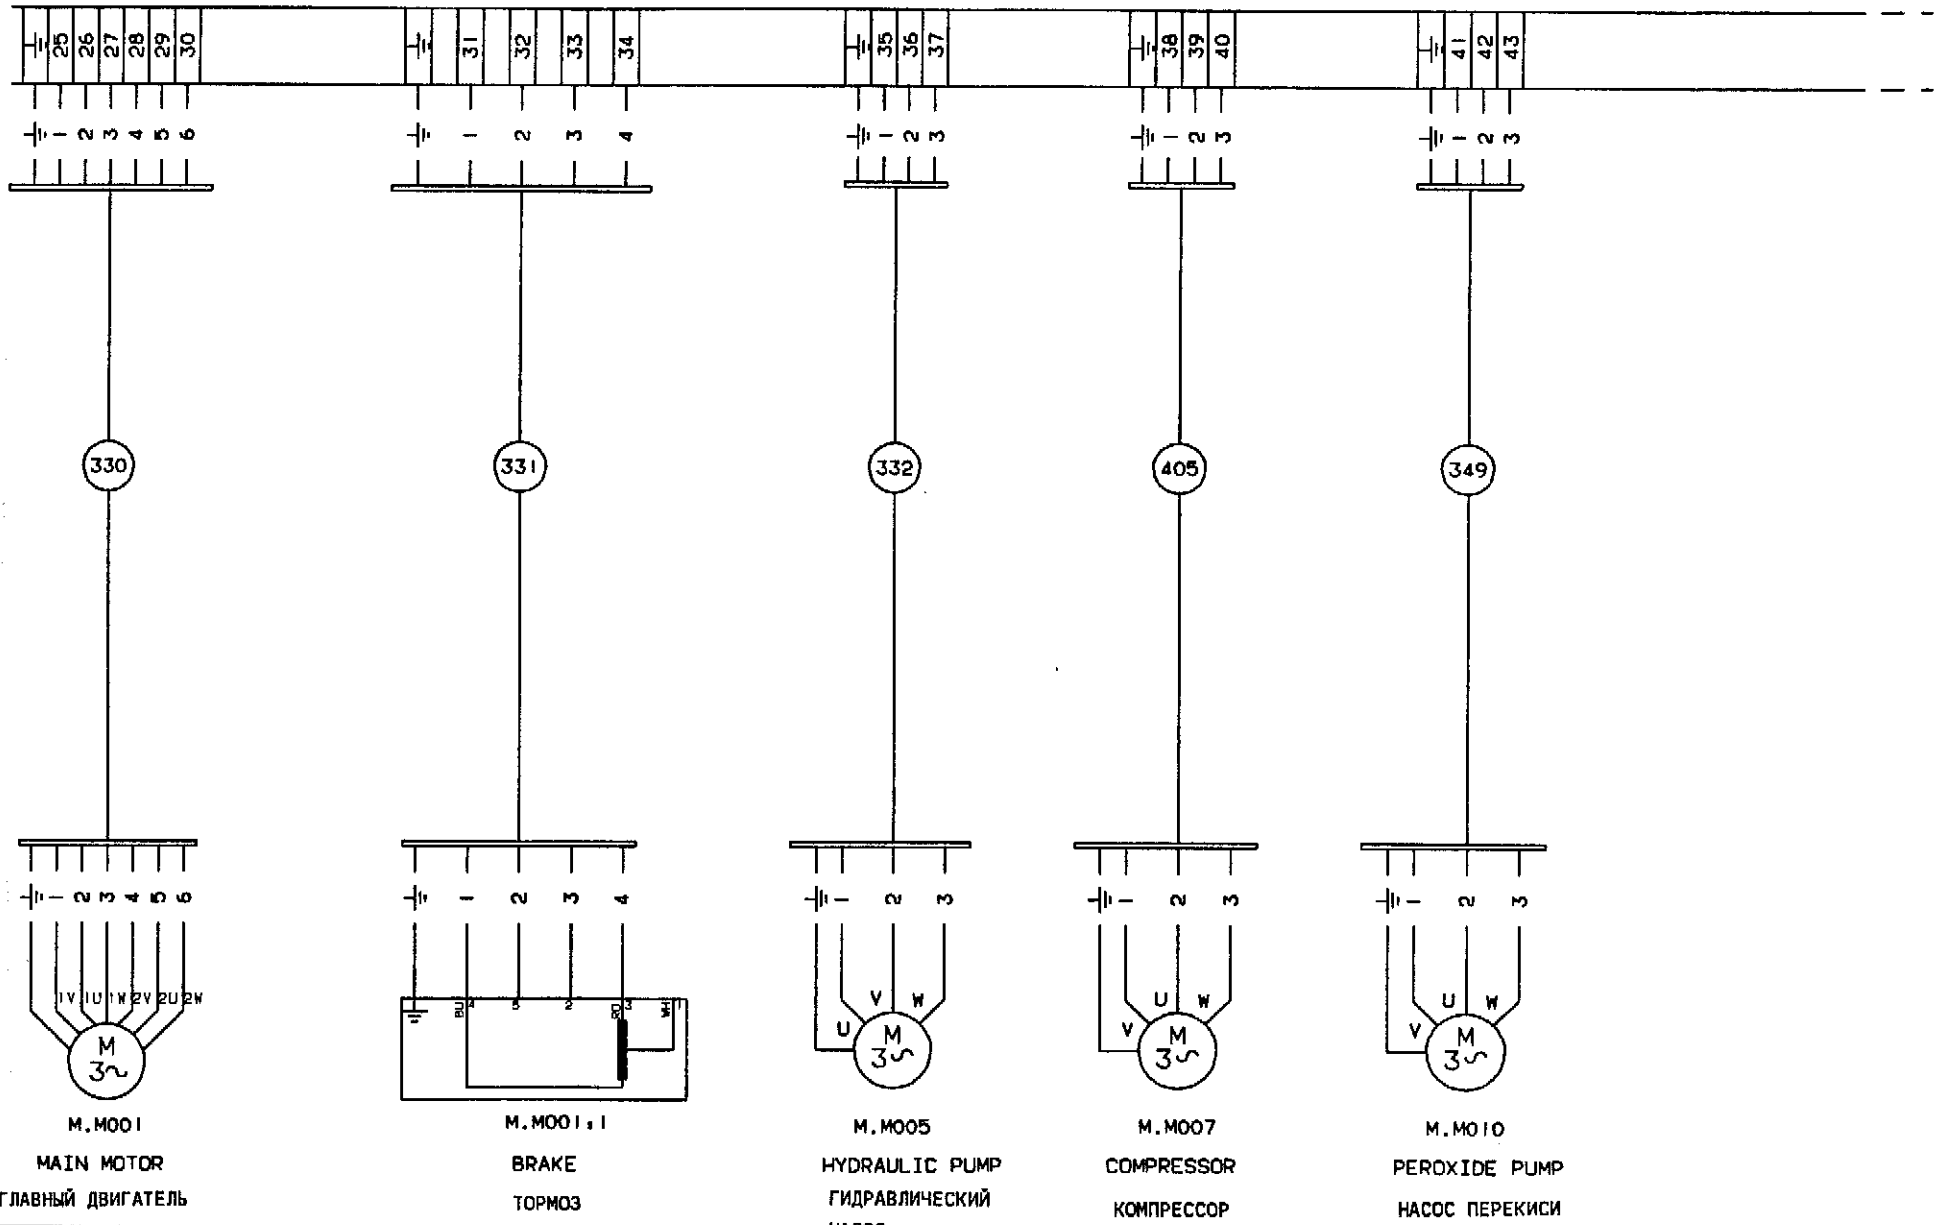 25 26 27 28 29 30 31 32 33 34 35 36 37 38 39 40 41 42 43
1 2 3 4 5 6 1 2 3 4 1 2 3 1 2 3 1 2 3
330 331 332 405 349
1 2 3 4 5 6 1 2 3 4 1 2 3 1 2 3 1 2 3
1V 1U 1W 2V 2U 2W BU 4 5 2 RD 3 WH 1 V W U W U W
U V V
M M M M
3~ 3~ 3~ 3~
M.M001 M.M001:1 M.M005 M.M007 M.M010
MAIN MOTOR BRAKE HYDRAULIC PUMP COMPRESSOR PEROXIDE PUMP
ГЛАВНЫЙ ДВИГАТЕЛЬ ТОРМОЗ ГИДРАВЛИЧЕСКИЙ КОМПРЕССОР НАСОС ПЕРЕКИСИ